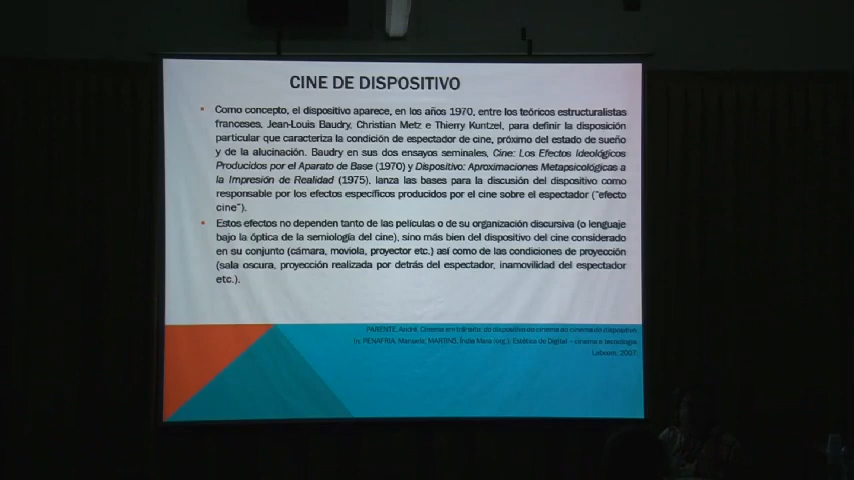 CINE DE DISPOSITIVO
• Como concepto, el dispositivo aparece, en los años 1970, entre los teóricos estructuralistas
franceses, Jean-Louis Baudry, Christian Metz e Thierry Kuntzel, para definir la disposición
particular que caracteriza la condición de espectador de cine, próximo del estado de sueño
y de la alucinación. Baudry en sus dos ensayos seminales, Cine: Los Efectos Ideológicos
Producidos por el Aparato de Base (1970) y Dispositivo: Aproximaciones Metapsicológicas a
la Impresión de Realidad (1975), lanza las bases para la discusión del dispositivo como
responsable por los efectos específicos producidos por el cine sobre el espectador ("efecto
cine").
• Estos efectos no dependen tanto de las películas o de su organización discursiva (o lenguaje
bajo la óptica de la semiología del cine), sino más bien del dispositivo del cine considerado
en su conjunto (cámara, moviola, proyector etc.) así como de las condiciones de proyección
(sala oscura, proyección realizada por detrás del espectador, inamovilidad del espectador
etc.).
PARENTE, André. Cinema em trânsito: do dispositivo do cinema ao cinema do dispositivo.
In: PENAFRIA, Manuela; MARTINS, Índia Mara (org.). Estética do Digital – cinema e tecnologia.
Labcom, 2007.